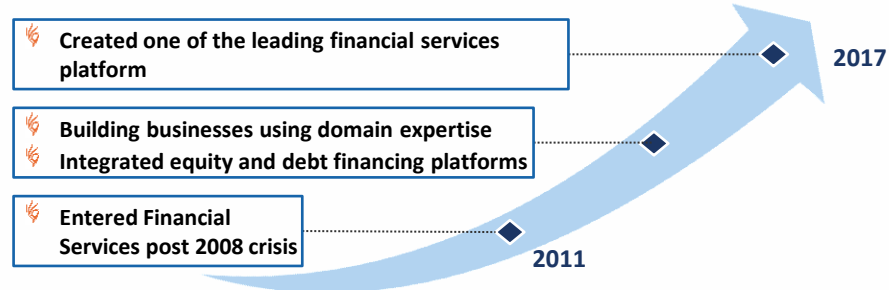 Created one of the leading financial services
platform
2017
Building businesses using domain expertise
Integrated equity and debt financing platforms
Entered Financial
Services post 2008 crisis
2011